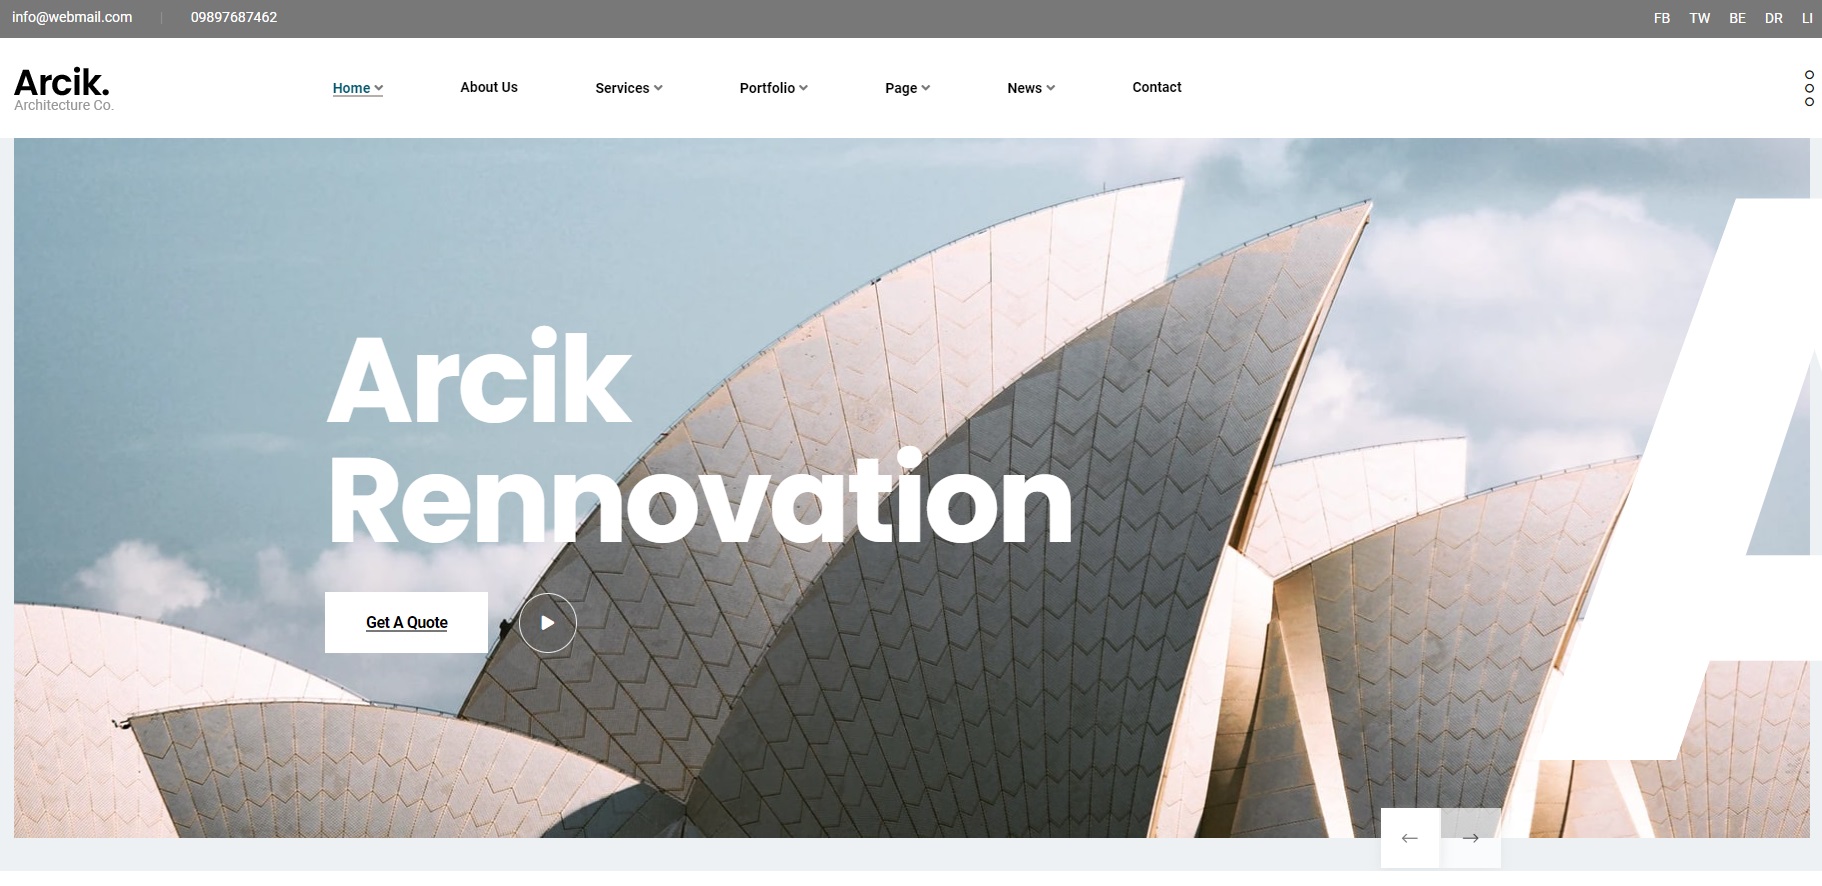 info@webmail.com | 09897687462 FB TW BE DR LI
Arcik.
Architecture Co.
Home About Us Services Portfolio Page News Contact
Arcik
Rennovation
Get A Quote
A